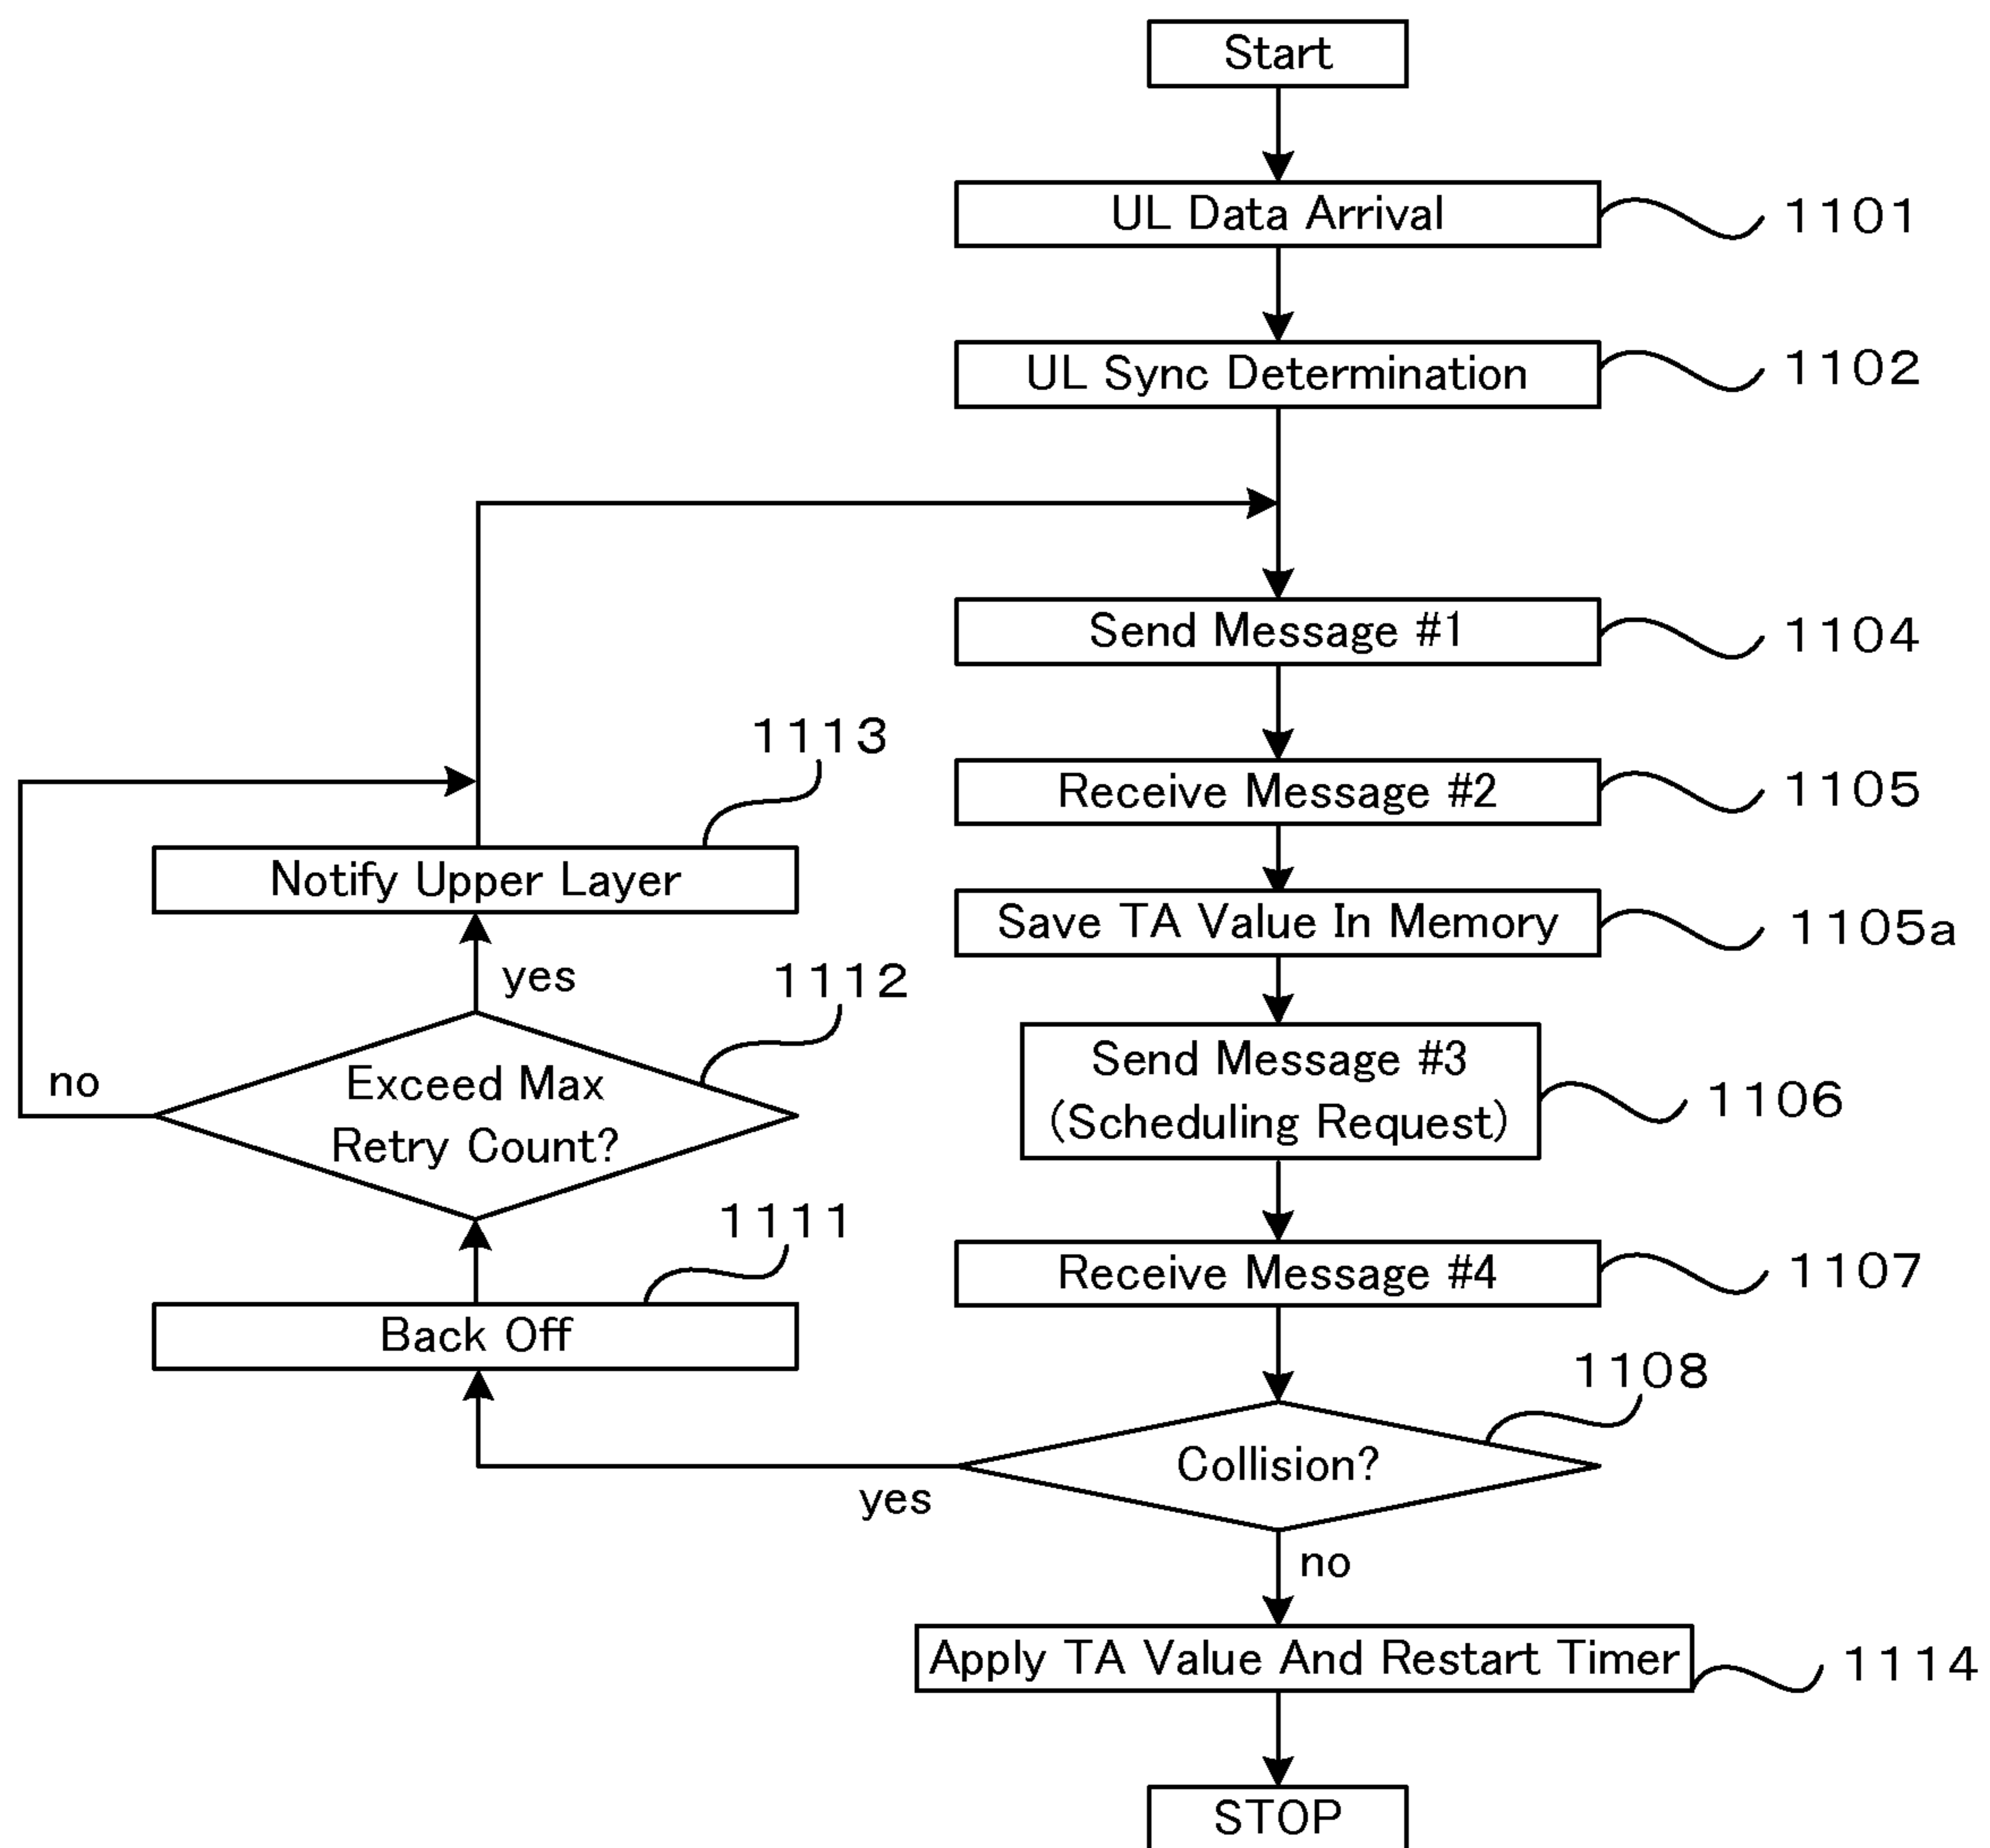 Start
UL Data Arrival
1101
UL Sync Determination
1102
Send Message #1
1104
Receive Message #2
1105
Save TA Value In Memory
1105a
Send Message #3
(Scheduling Request)
1106
Receive Message #4
1107
Collision?
1108
yes
no
Back Off
1111
Exceed Max
Retry Count?
1112
no
yes
Notify Upper Layer
1113
Apply TA Value And Restart Timer
1114
STOP